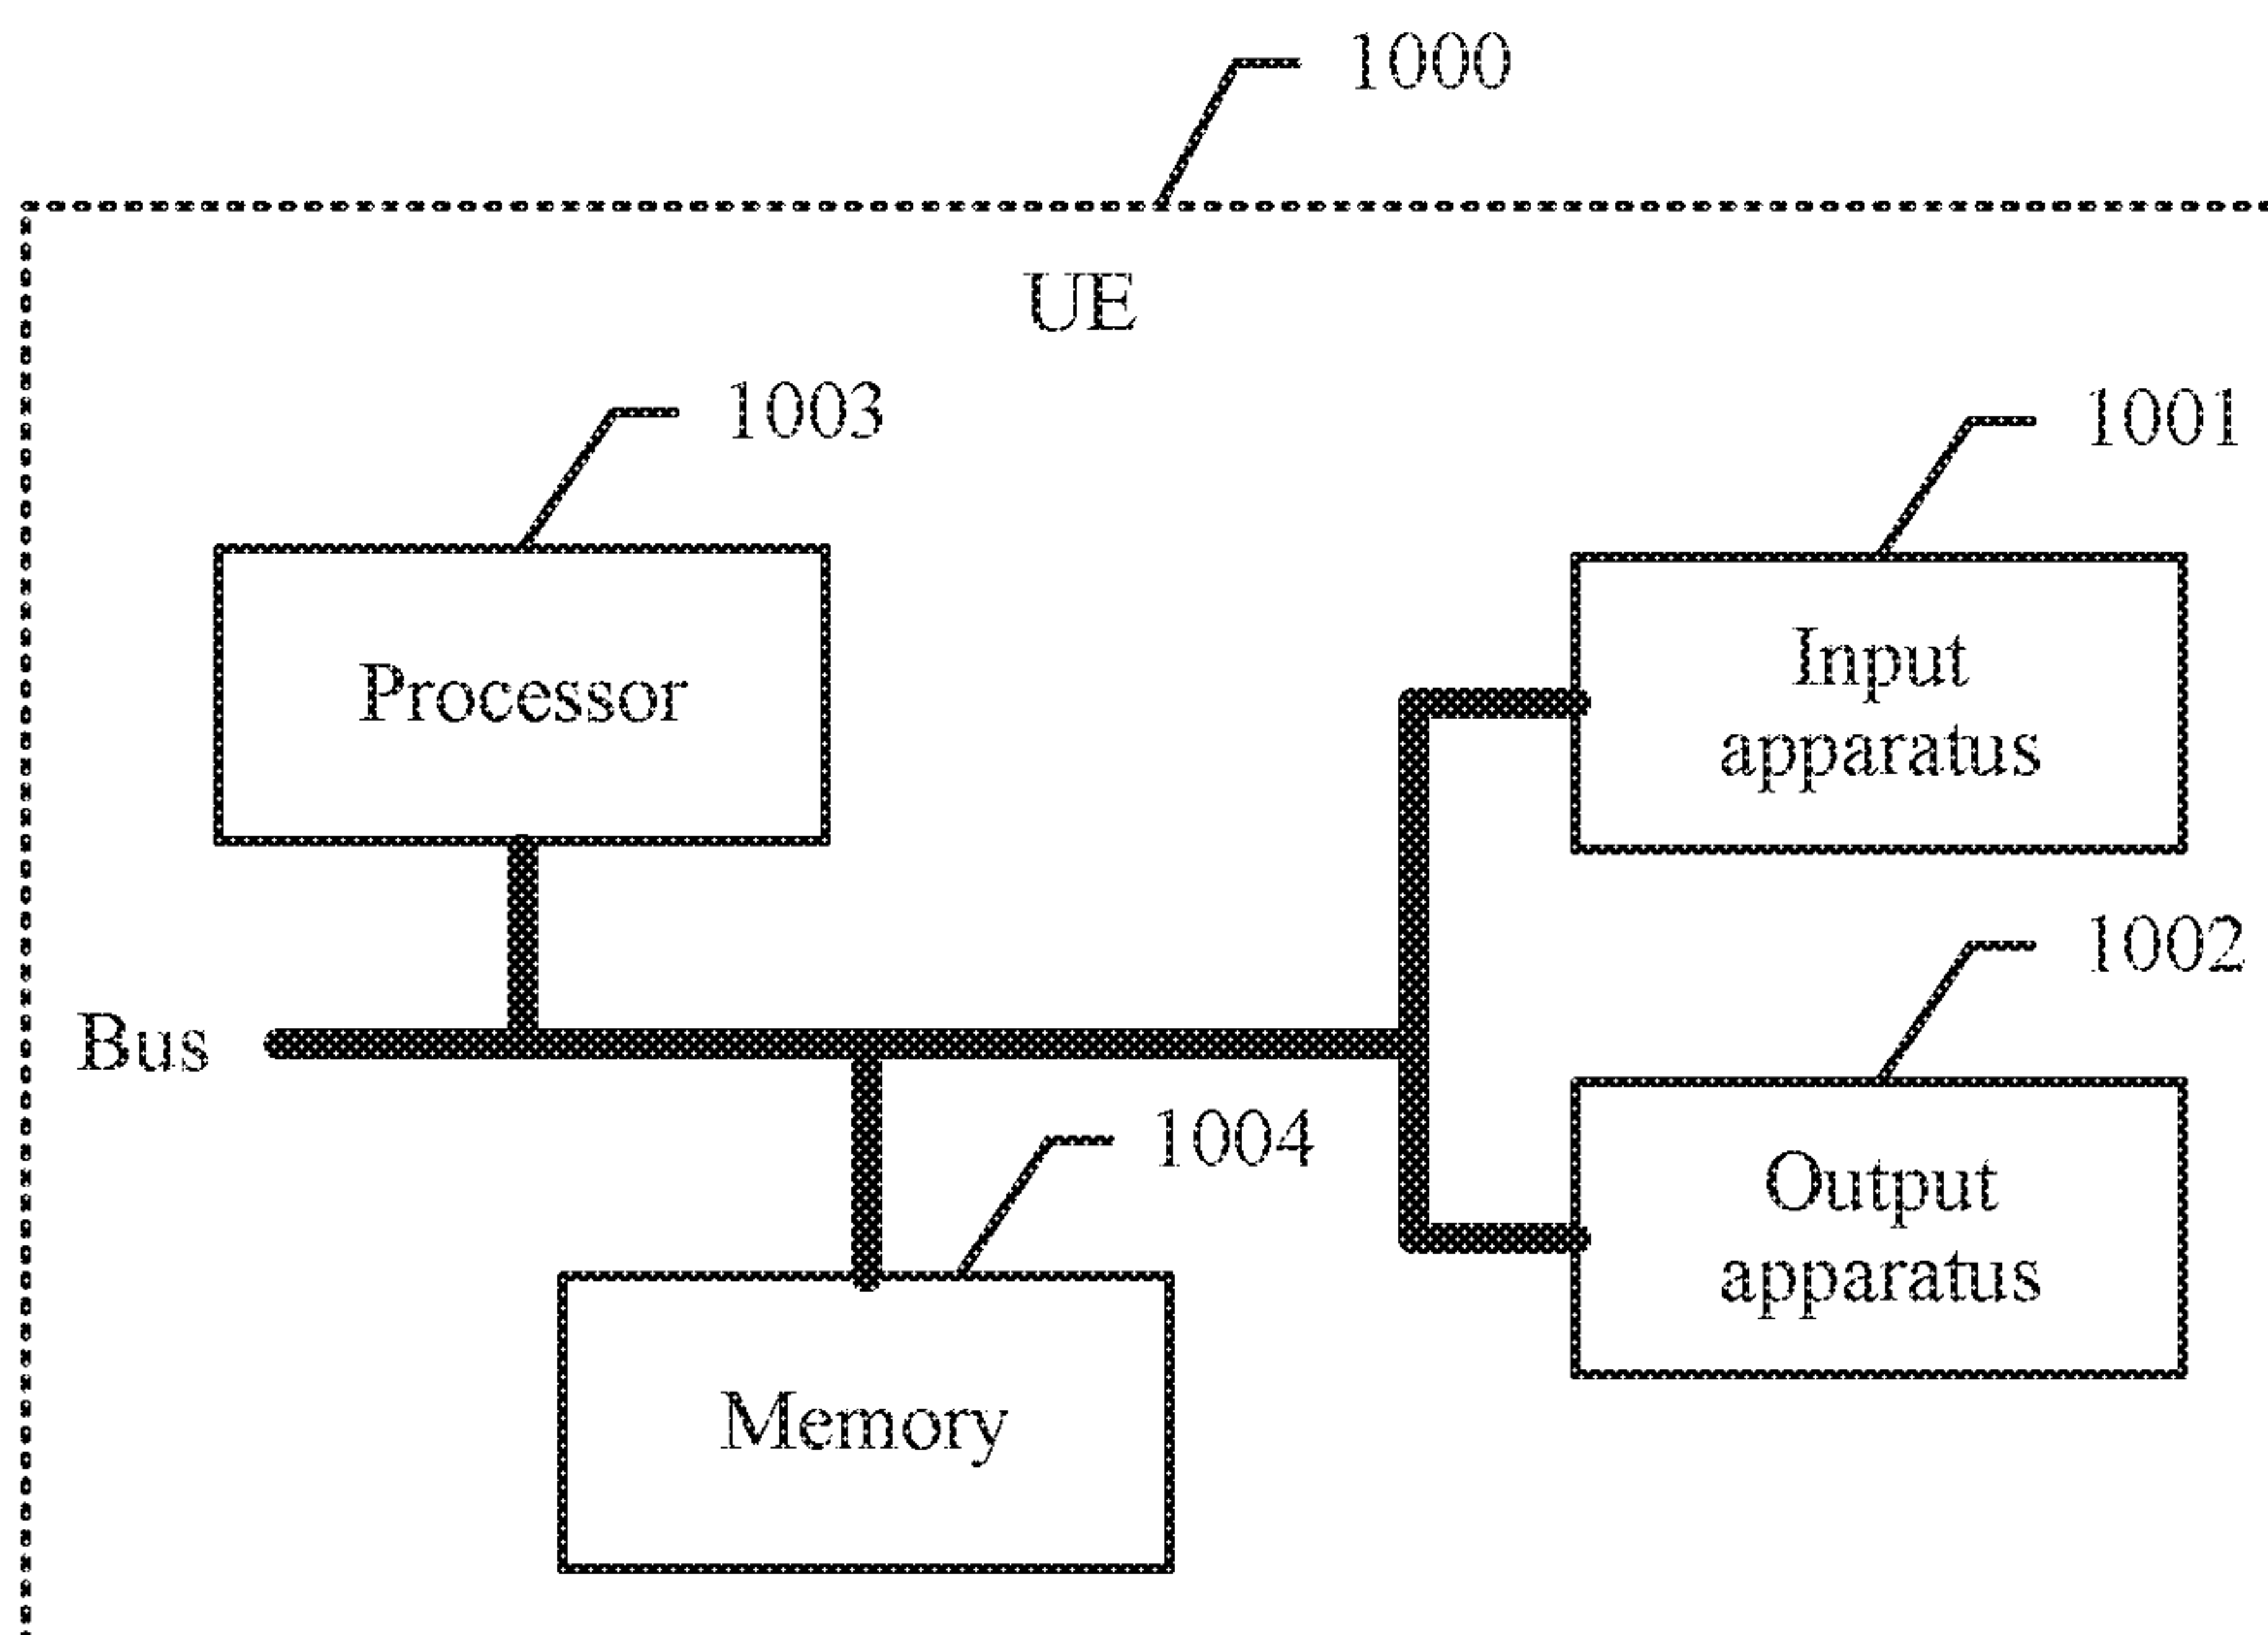 1000
UE
1003
1001
Processor
Input
apparatus
1002
Bus
1004
Output
apparatus
Memory